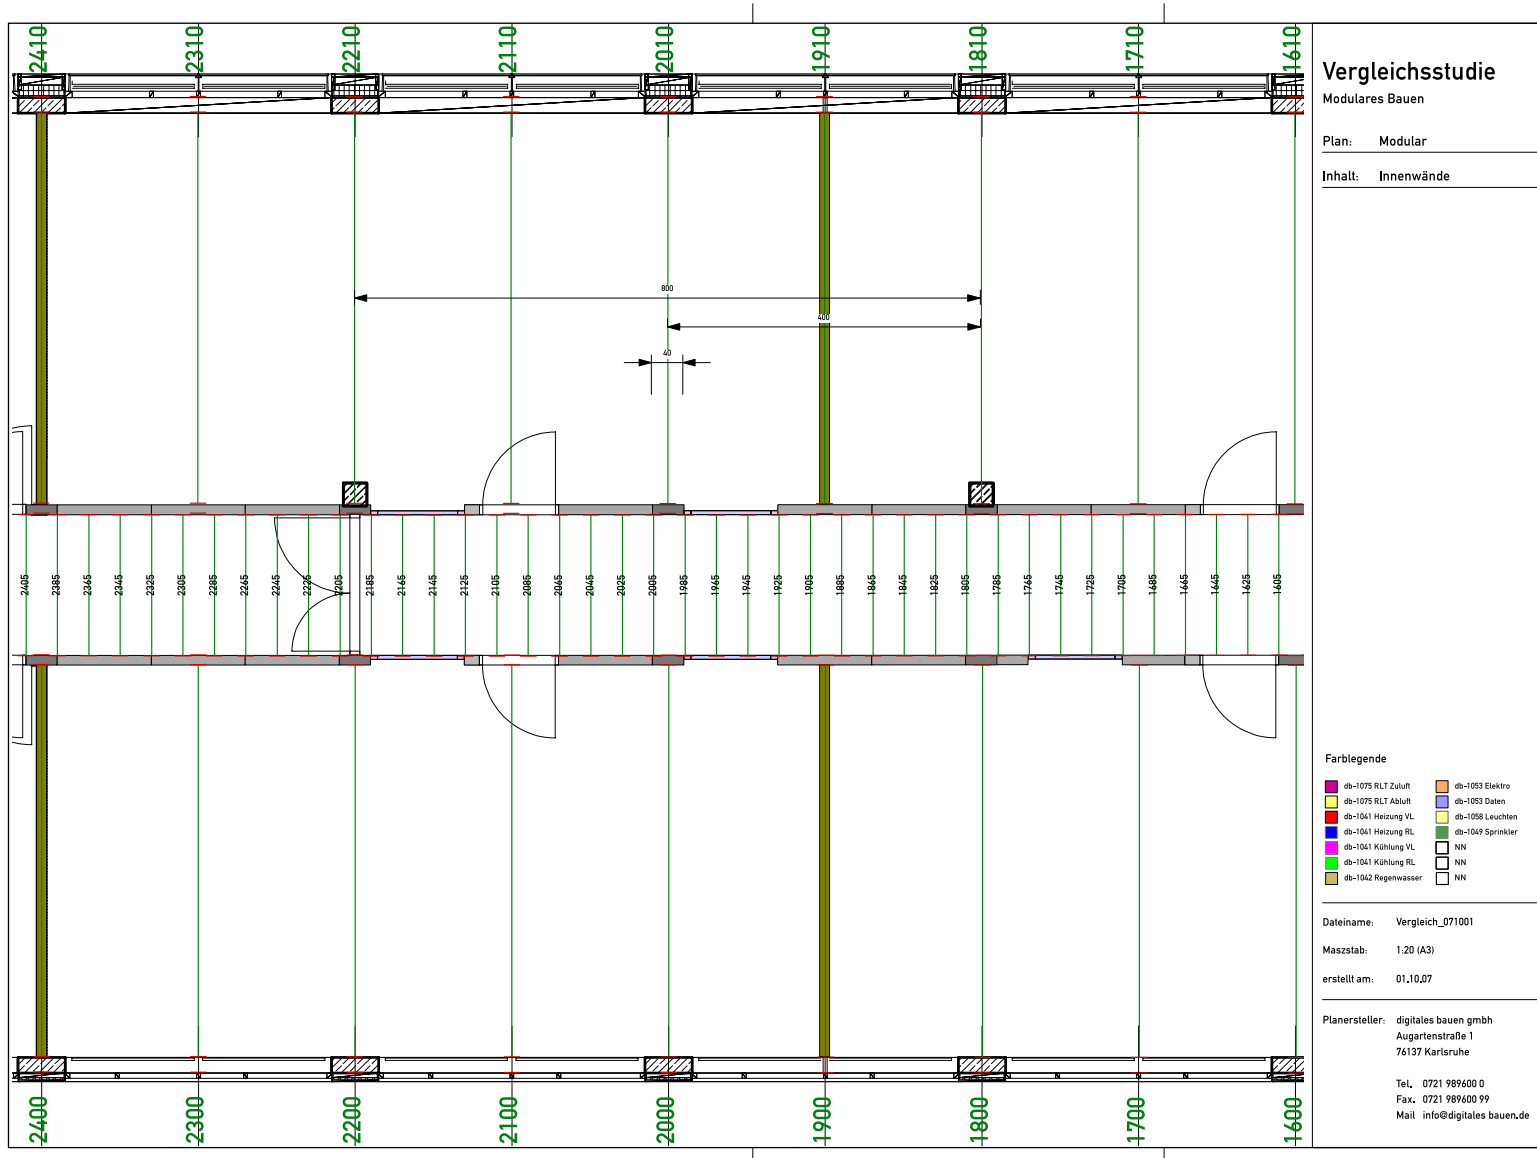 2410 2310 2210 2110 2010 1910 1810 1710 1610
Vergleichsstudie
Modulares Bauen
Plan: Modular
Inhalt: Innenwände
800
400
40
2405 2385 2365 2345 2325 2305 2285 2265 2245 2225 2205 2185 2165 2145 2125 2105 2085 2065 2045 2025 2005 1985 1965 1945 1925 1905 1885 1865 1845 1825 1805 1785 1765 1745 1725 1705 1685 1665 1645 1625 1605
Farblegende
db-1075 RLT Zuluft db-1053 Elektro
db-1075 RLT Abluft db-1053 Daten
db-1041 Heizung VL db-1058 Leuchten
db-1041 Heizung RL db-1049 Sprinkler
db-1041 Kühlung VL NN
db-1041 Kühlung RL NN
db-1042 Regenwasser NN
Dateiname: Vergleich_071001
Maszstab: 1:20 (A3)
erstellt am: 01.10.07
Planersteller: digitales bauen gmbh
Augartenstraße 1
76137 Karlsruhe
Tel. 0721 989600 0
Fax. 0721 989600 99
Mail info@digitales bauen.de
2400 2300 2200 2100 2000 1900 1800 1700 1600